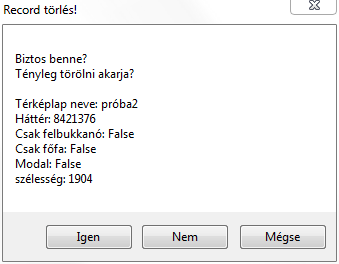 Record törlés!
Biztos benne?
Tényleg törölni akarja?
Térképlap neve: próba2
Háttér: 8421376
Csak felbukkanó: False
Csak főfa: False
Modal: False
szélesség: 1904
Igen
Nem
Mégse